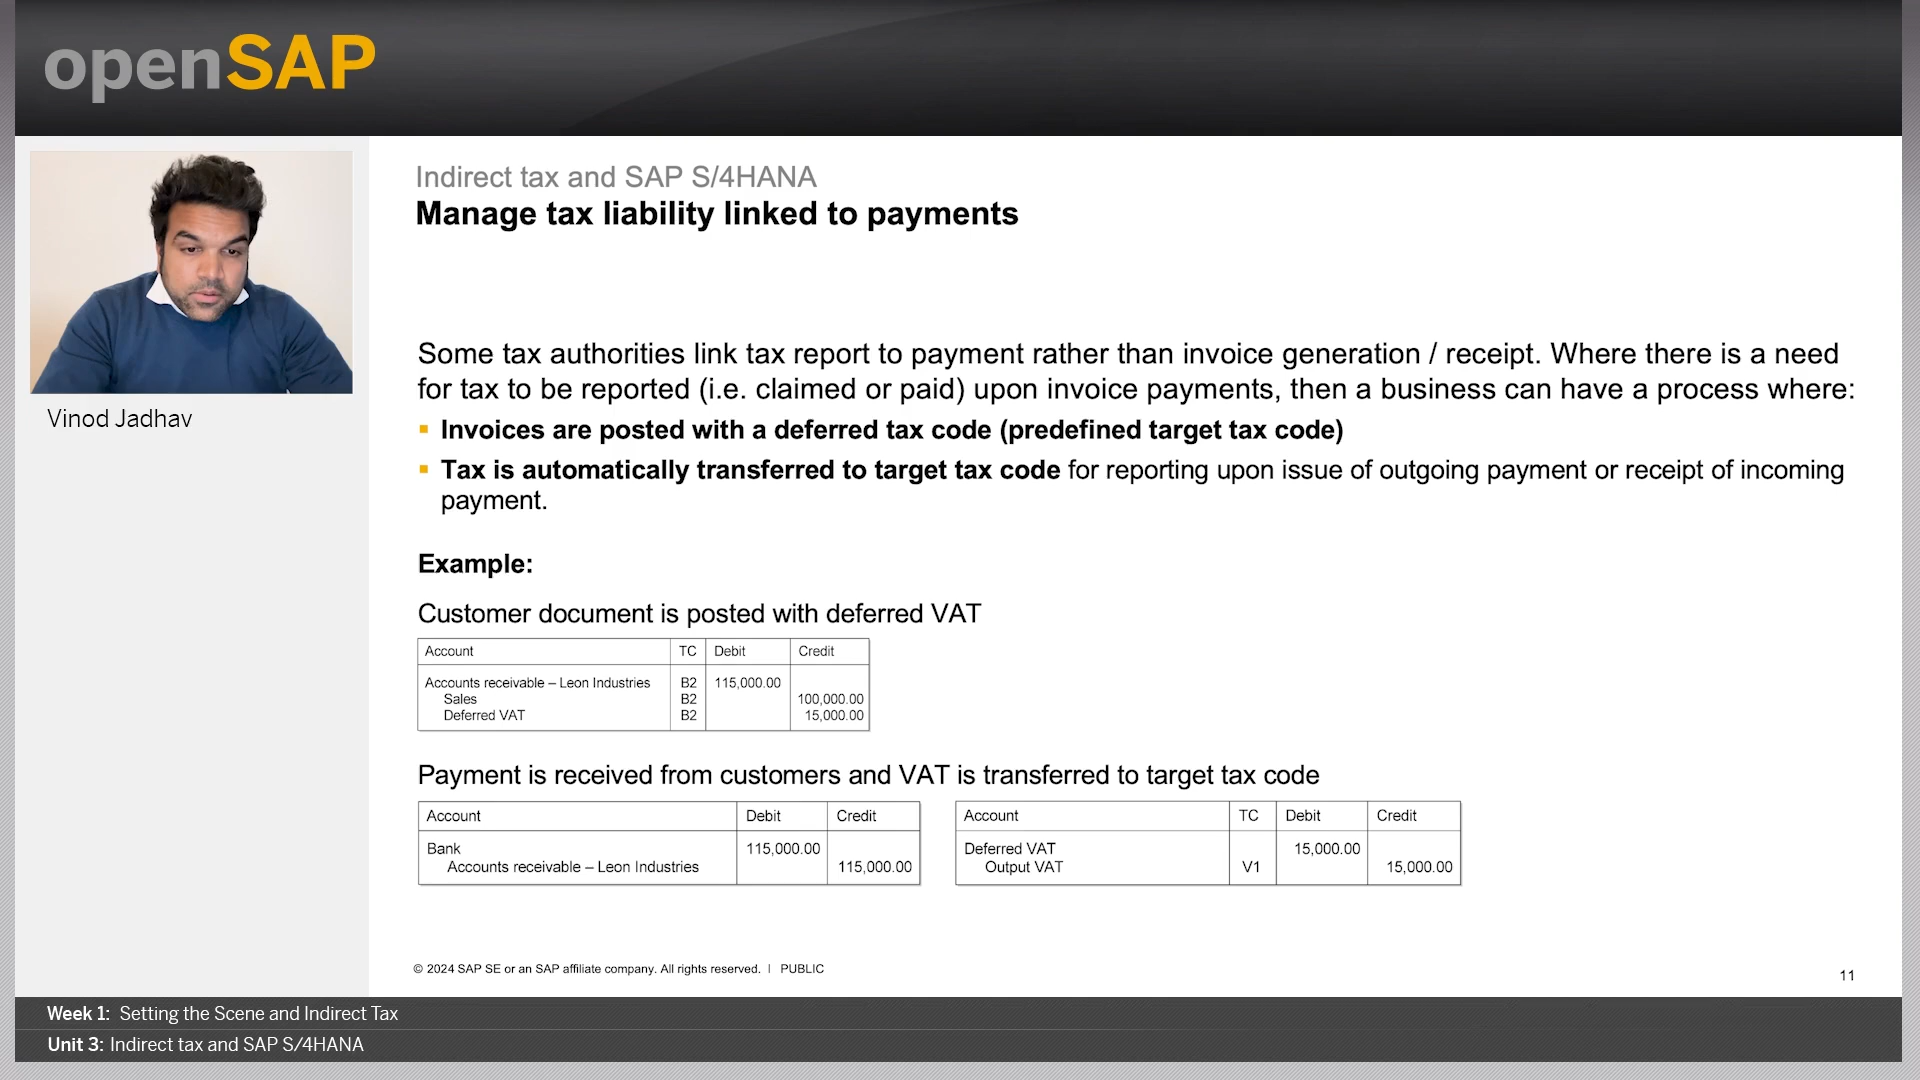 openSAP
Vinod Jadhav
Indirect tax and SAP S/4HANA
Manage tax liability linked to payments
Some tax authorities link tax report to payment rather than invoice generation / receipt. Where there is a need
for tax to be reported (i.e. claimed or paid) upon invoice payments, then a business can have a process where:
▪ Invoices are posted with a deferred tax code (predefined target tax code)
▪ Tax is automatically transferred to target tax code for reporting upon issue of outgoing payment or receipt of incoming
payment.
Example:
Customer document is posted with deferred VAT
Account TC Debit Credit
Accounts receivable – Leon Industries B2 115,000.00
Sales B2 100,000.00
Deferred VAT B2 15,000.00
Payment is received from customers and VAT is transferred to target tax code
Account Debit Credit
Bank 115,000.00
Accounts receivable – Leon Industries 115,000.00
Account TC Debit Credit
Deferred VAT 15,000.00
Output VAT V1 15,000.00
© 2024 SAP SE or an SAP affiliate company. All rights reserved. | PUBLIC
11
Week 1: Setting the Scene and Indirect Tax
Unit 3: Indirect tax and SAP S/4HANA